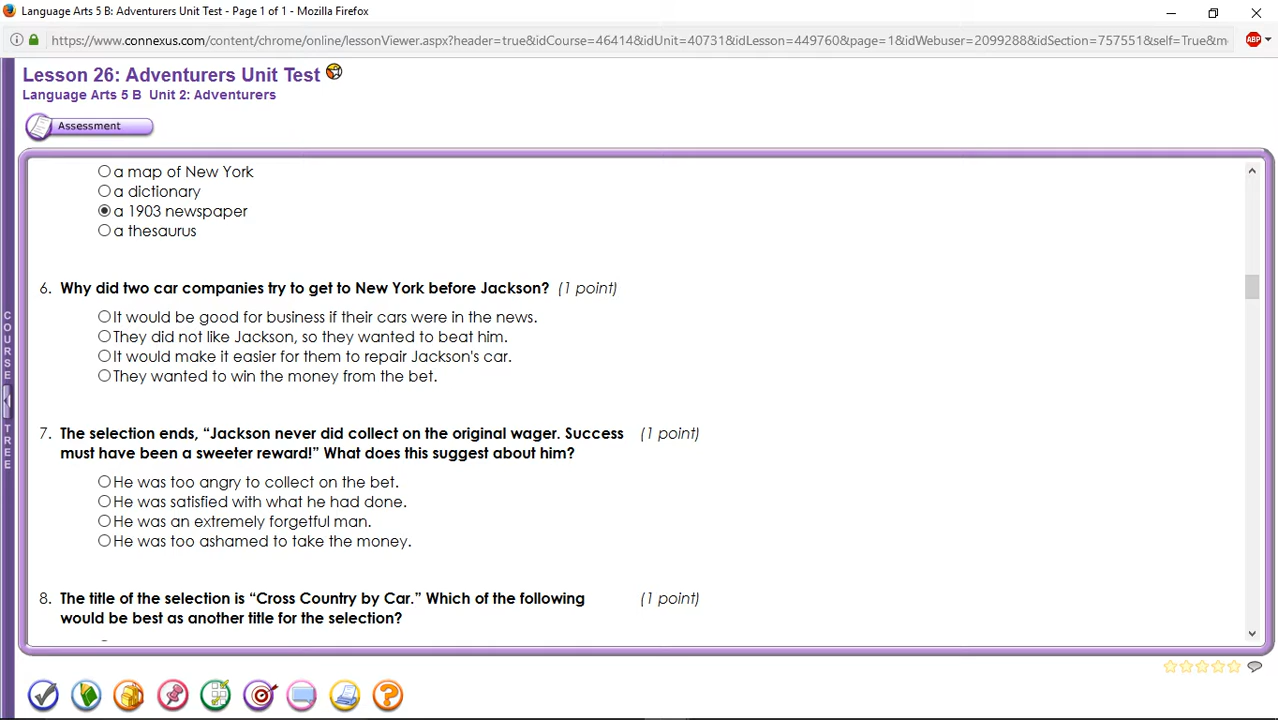 Language Arts 5 B: Adventurers Unit Test - Page 1 of 1 - Mozilla Firefox
https://www.connexus.com/content/chrome/online/lessonViewer.aspx?header=true&idCourse=46414&idUnit=40731&idLesson=449760&page=1&idWebuser=2099288&idSection=757551&self=True&m
ABP
Lesson 26: Adventurers Unit Test
Language Arts 5 B Unit 2: Adventurers
Assessment
a map of New York
a dictionary
a 1903 newspaper
a thesaurus
6. Why did two car companies try to get to New York before Jackson? (1 point)
It would be good for business if their cars were in the news.
They did not like Jackson, so they wanted to beat him.
It would make it easier for them to repair Jackson's car.
They wanted to win the money from the bet.
7. The selection ends, “Jackson never did collect on the original wager. Success (1 point)
must have been a sweeter reward!” What does this suggest about him?
He was too angry to collect on the bet.
He was satisfied with what he had done.
He was an extremely forgetful man.
He was too ashamed to take the money.
8. The title of the selection is “Cross Country by Car.” Which of the following (1 point)
would be best as another title for the selection?
COURSE TREE